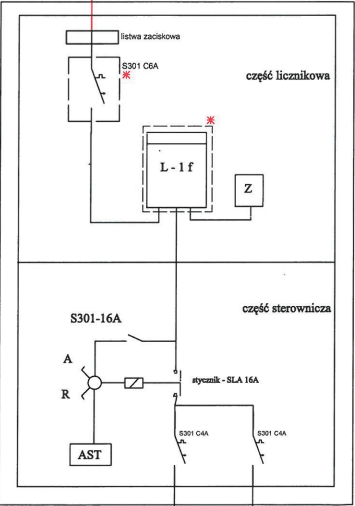 listwa zaciskowa
S301 C6A
część licznikowa
L - 1 f
Z
część sterownicza
S301-16A
A
stycznik - SLA 16A
R
S301 C4A
S301 C4A
AST